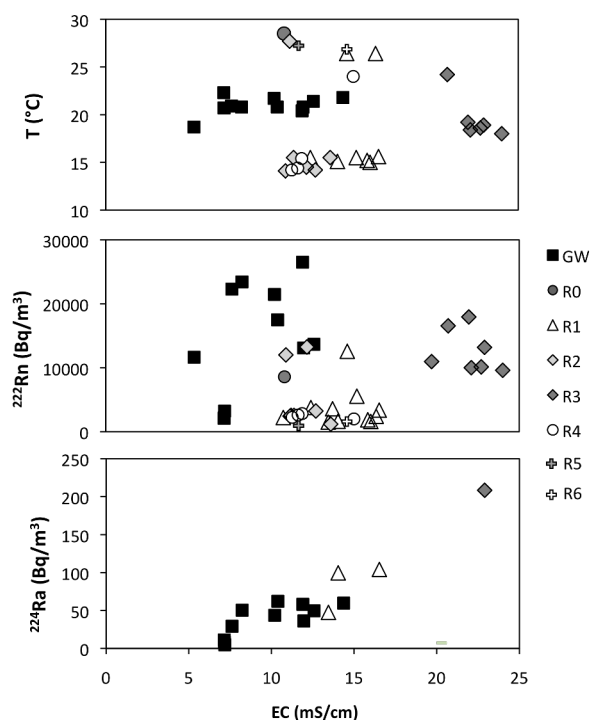 30
25
20
15
10
T (°C)
30000
20000
10000
0
²²²Rn (Bq/m³)
250
200
150
100
50
0
²²⁴Ra (Bq/m³)
0 5 10 15 20 25
EC (mS/cm)
GW
R0
R1
R2
R3
R4
R5
R6